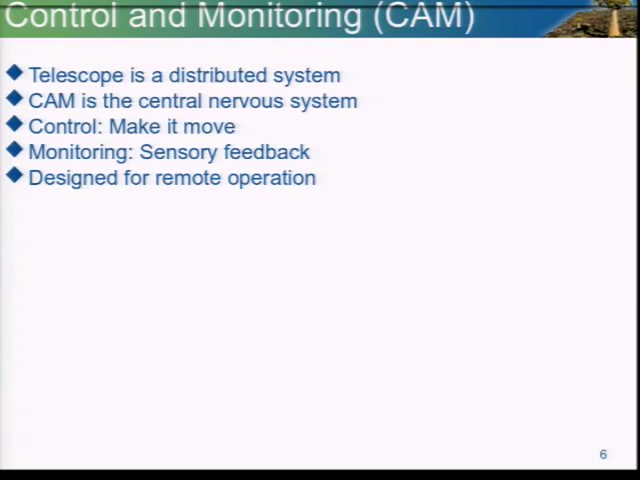 Control and Monitoring (CAM)
Telescope is a distributed system
CAM is the central nervous system
Control: Make it move
Monitoring: Sensory feedback
Designed for remote operation
6